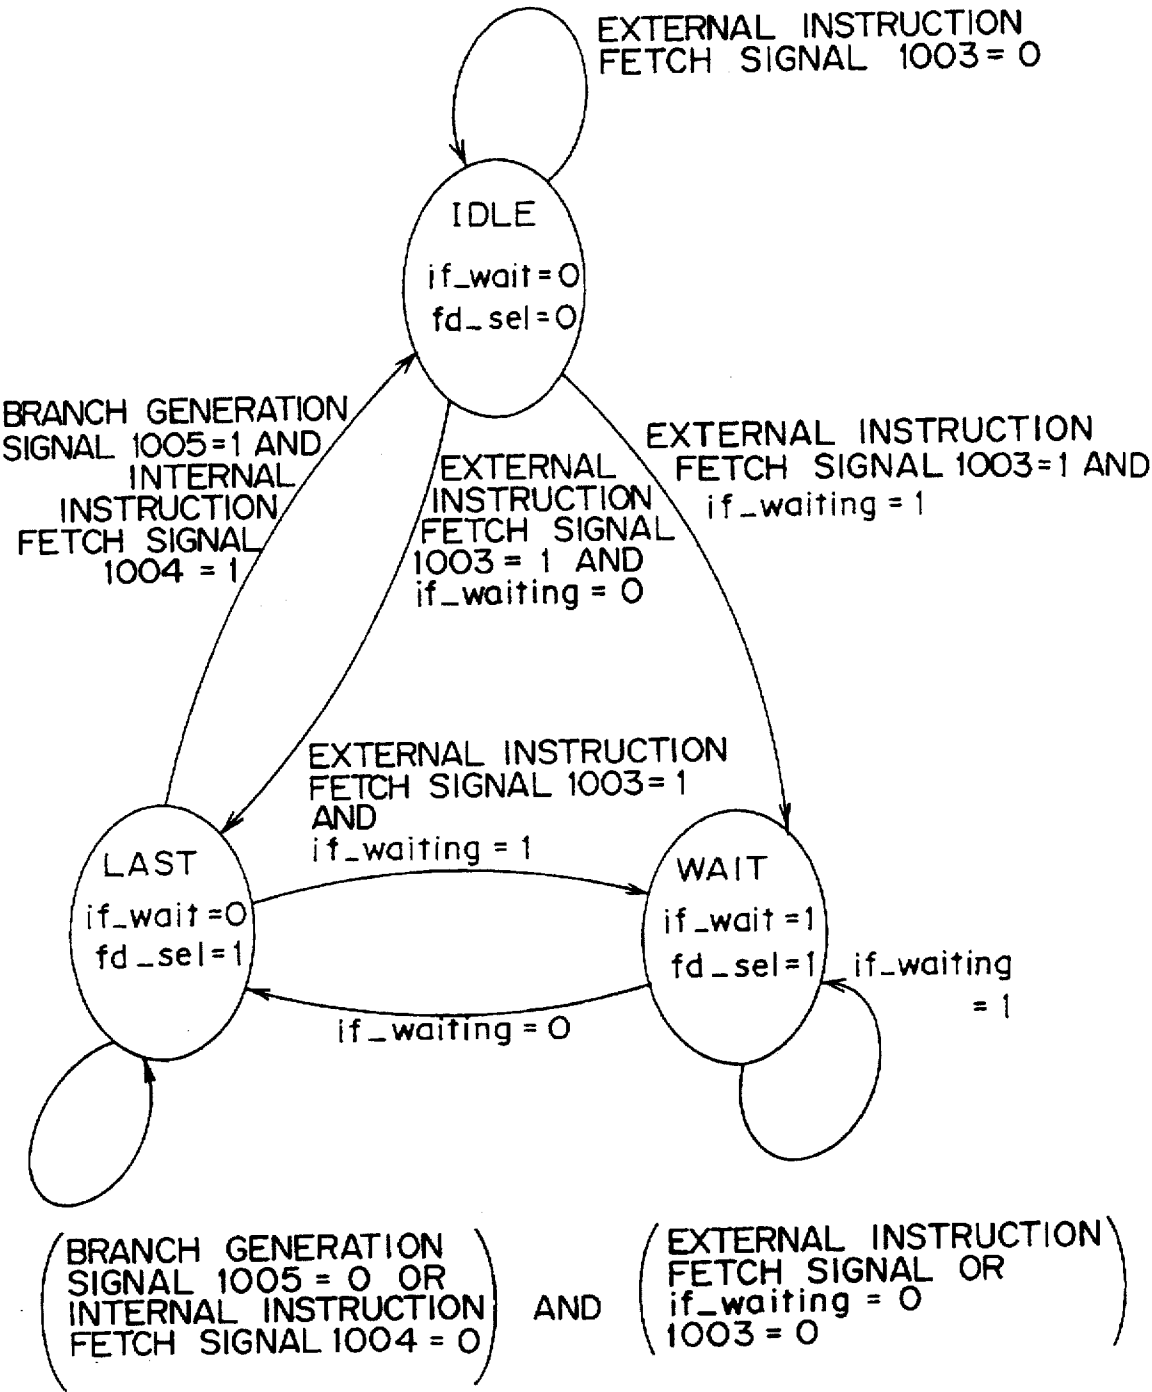 EXTERNAL INSTRUCTION
FETCH SIGNAL 1003 = 0
IDLE
if_wait = 0
fd_sel = 0
BRANCH GENERATION
SIGNAL 1005 = 1 AND
INTERNAL
INSTRUCTION
FETCH SIGNAL
1004 = 1
EXTERNAL
INSTRUCTION
FETCH SIGNAL
1003 = 1 AND
if_waiting = 0
EXTERNAL INSTRUCTION
FETCH SIGNAL 1003 = 1 AND
if_waiting = 1
EXTERNAL INSTRUCTION
FETCH SIGNAL 1003 = 1
AND
if_waiting = 1
LAST
if_wait = 0
fd_sel = 1
WAIT
if_wait = 1
fd_sel = 1
if_waiting
= 1
if_waiting = 0
(BRANCH GENERATION
SIGNAL 1005 = 0 OR
INTERNAL INSTRUCTION
FETCH SIGNAL 1004 = 0)
AND
(EXTERNAL INSTRUCTION
FETCH SIGNAL OR
if_waiting = 0
1003 = 0)